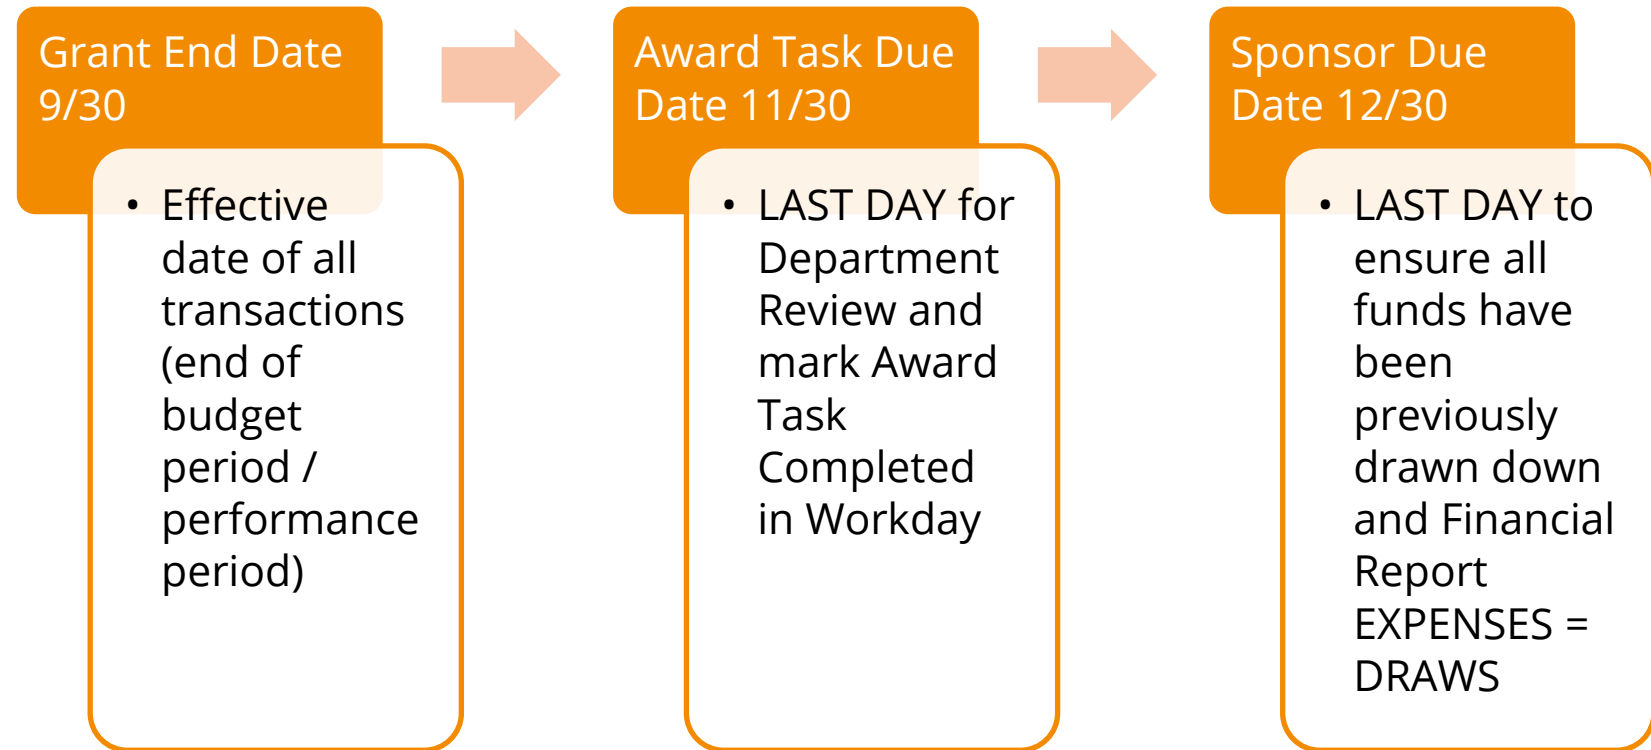 Grant End Date
9/30
• Effective
date of all
transactions
(end of
budget
period /
performance
period)
Award Task Due
Date 11/30
• LAST DAY for
Department
Review and
mark Award
Task
Completed
in Workday
Sponsor Due
Date 12/30
• LAST DAY to
ensure all
funds have
been
previously
drawn down
and Financial
Report
EXPENSES =
DRAWS